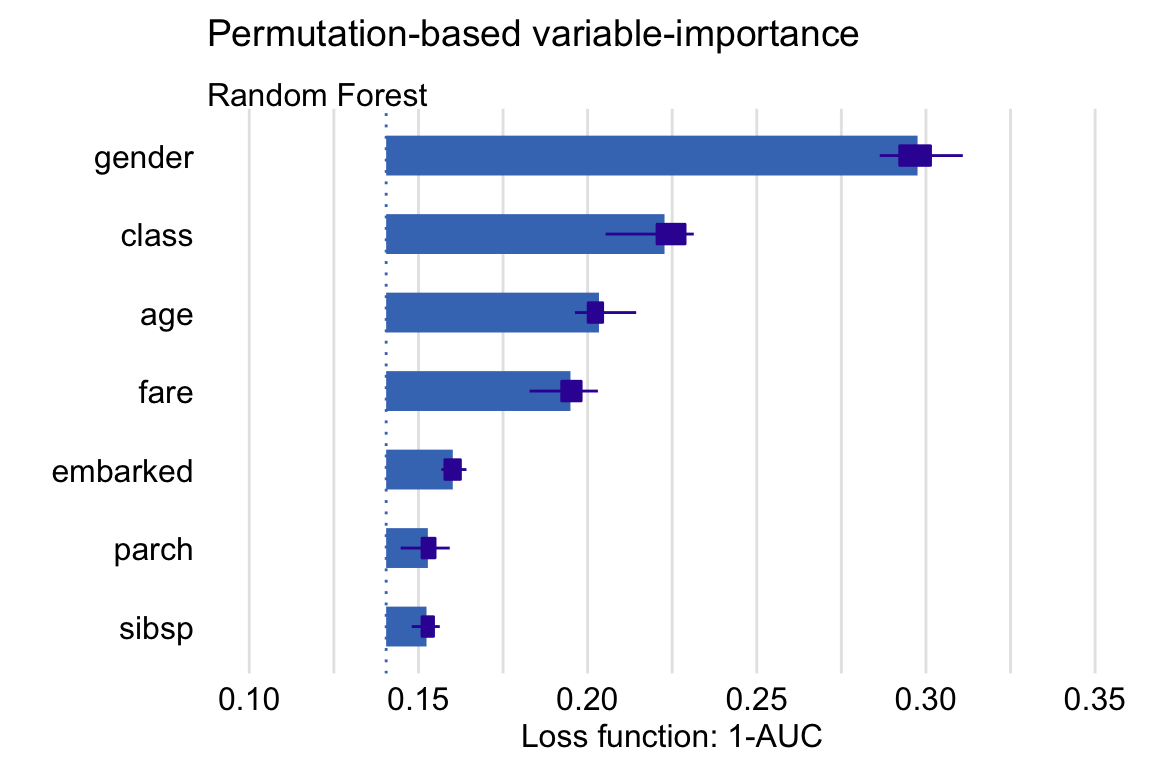 Permutation-based variable-importance
Random Forest
gender
class
age
fare
embarked
parch
sibsp
0.10 0.15 0.20 0.25 0.30 0.35
Loss function: 1-AUC